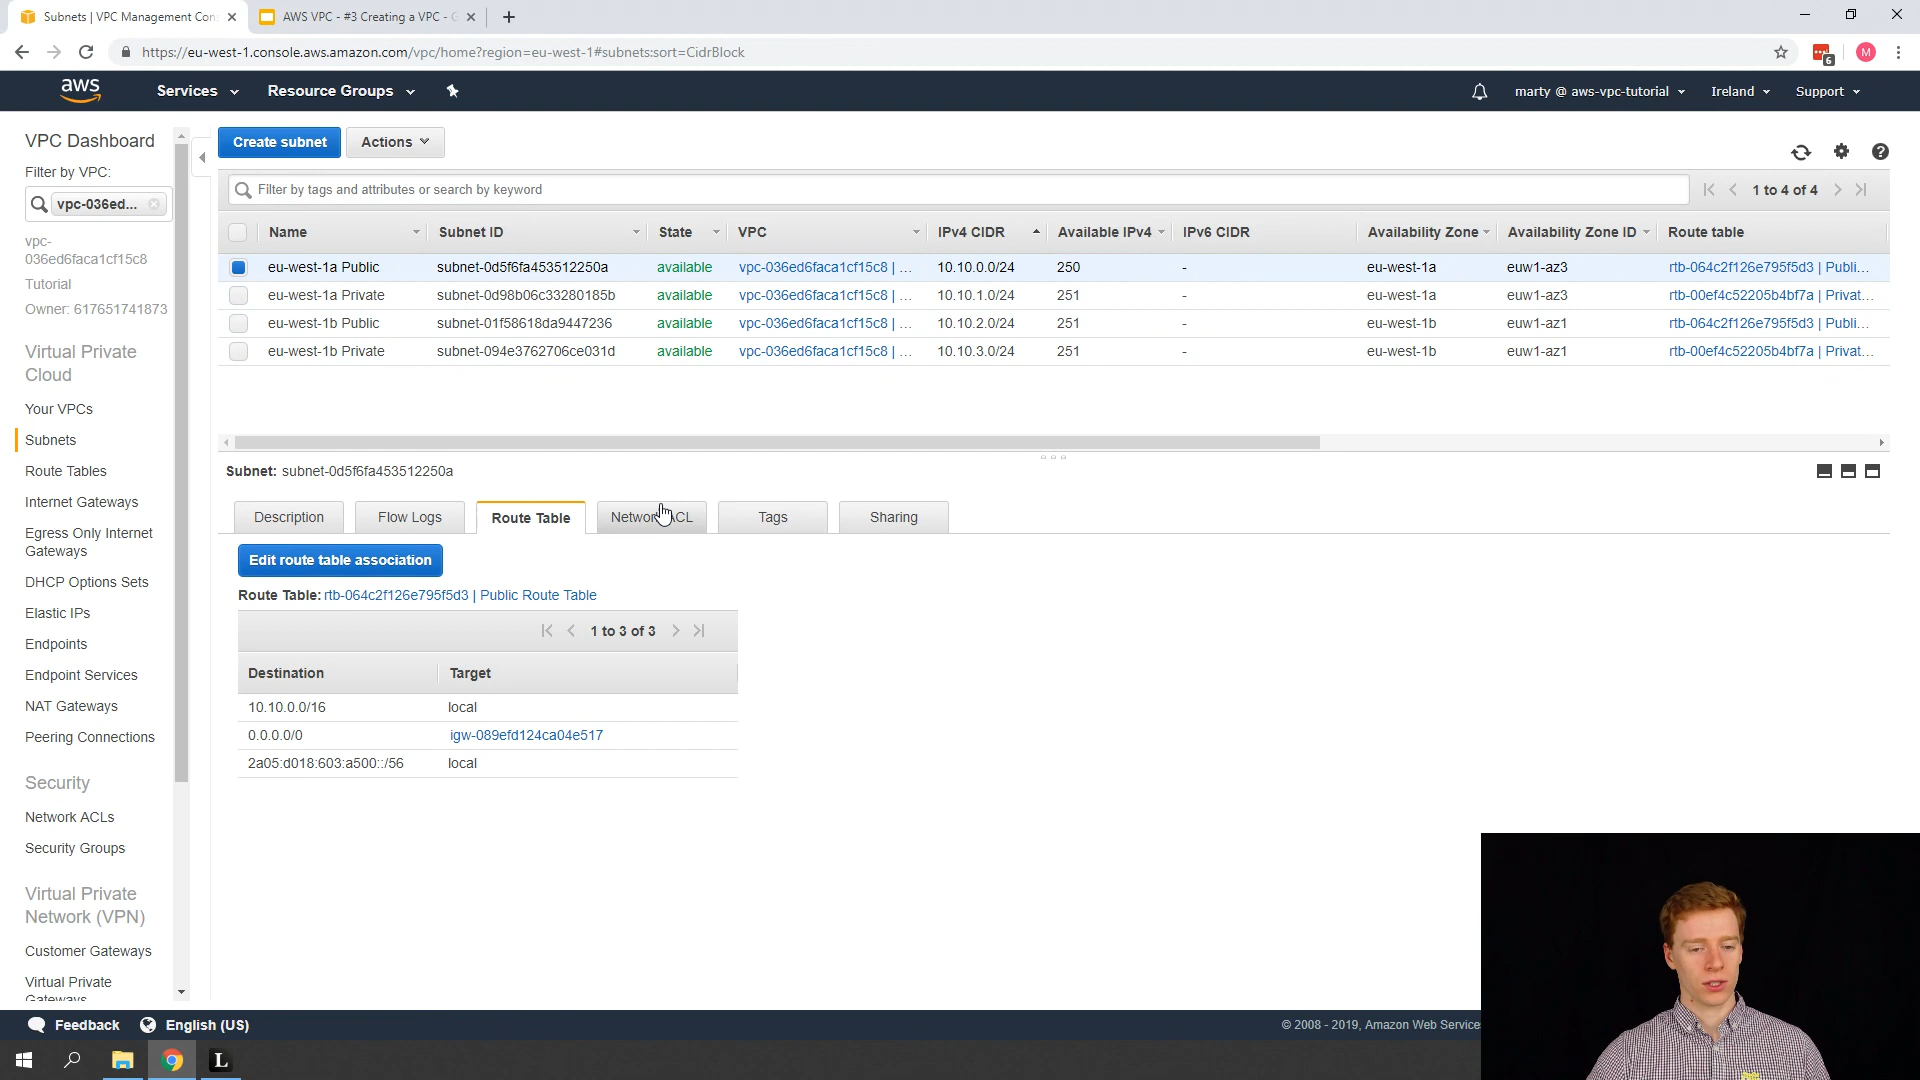 Subnets | VPC Management Con
AWS VPC - #3 Creating a VPC - G
https://eu-west-1.console.aws.amazon.com/vpc/home?region=eu-west-1#subnets:sort=CidrBlock
6
M
aws
Services
Resource Groups
marty @ aws-vpc-tutorial
Ireland
Support
VPC Dashboard
Filter by VPC:
vpc-036ed...
vpc-
036ed6faca1cf15c8
Tutorial
Owner: 617651741873
Virtual Private
Cloud
Your VPCs
Subnets
Route Tables
Internet Gateways
Egress Only Internet
Gateways
DHCP Options Sets
Elastic IPs
Endpoints
Endpoint Services
NAT Gateways
Peering Connections
Security
Network ACLs
Security Groups
Virtual Private
Network (VPN)
Customer Gateways
Virtual Private
Gateways
Create subnet
Actions
Filter by tags and attributes or search by keyword
1 to 4 of 4
Name Subnet ID State VPC IPv4 CIDR Available IPv4 IPv6 CIDR Availability Zone Availability Zone ID Route table
eu-west-1a Public subnet-0d5f6fa453512250a available vpc-036ed6faca1cf15c8 | ... 10.10.0.0/24 250 - eu-west-1a euw1-az3 rtb-064c2f126e795f5d3 | Publi...
eu-west-1a Private subnet-0d98b06c33280185b available vpc-036ed6faca1cf15c8 | ... 10.10.1.0/24 251 - eu-west-1a euw1-az3 rtb-00ef4c52205b4bf7a | Privat...
eu-west-1b Public subnet-01f58618da9447236 available vpc-036ed6faca1cf15c8 | ... 10.10.2.0/24 251 - eu-west-1b euw1-az1 rtb-064c2f126e795f5d3 | Publi...
eu-west-1b Private subnet-094e3762706ce031d available vpc-036ed6faca1cf15c8 | ... 10.10.3.0/24 251 - eu-west-1b euw1-az1 rtb-00ef4c52205b4bf7a | Privat...
Subnet: subnet-0d5f6fa453512250a
Description
Flow Logs
Route Table
Network ACL
Tags
Sharing
Edit route table association
Route Table: rtb-064c2f126e795f5d3 | Public Route Table
1 to 3 of 3
Destination Target
10.10.0.0/16 local
0.0.0.0/0 igw-089efd124ca04e517
2a05:d018:603:a500::/56 local
Feedback
English (US)
© 2008 - 2019, Amazon Web Service
L